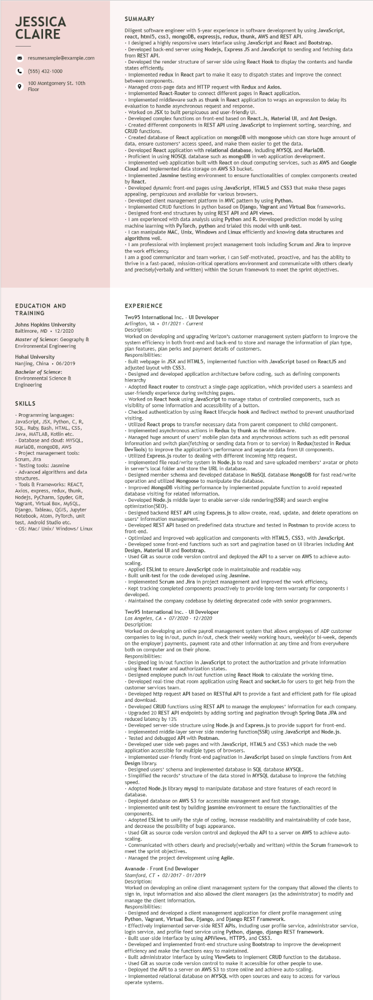 JESSICA
CLAIRE
resumesample@example.com
(555) 432-1000
100 Montgomery St. 10th
Floor
SUMMARY
Diligent software engineer with 5-year experience in software development by using JavaScript,
react, html5, css3, mongoDB, expressjs, redux, thunk, AWS and REST API.
· I designed a highly responsive users interface using JavaScript and React and Bootstrap.
· Developed back-end server using Nodejs, Express JS and JavaScript to sending and fetching data
from REST API.
· Developed the render structure of server side using React Hook to display the contents and handle
states efficiently.
· Implemented redux in React part to make it easy to dispatch states and improve the connect
between components.
· Managed cross-page data and HTTP request with Redux and Axios.
· Implemented React-Router to connect different pages in React application.
· Implemented middleware such as thunk in React application to wraps an expression to delay its
evaluation to handle asynchronous request and response.
· Worked on JSX to built perspicuous and user-friendly UI.
· Developed complex functions on front-end based on React.Js, Material UI, and Ant Design.
· Created different components in REST API using JavaScript to implement sorting, searching, and
CRUD functions.
· Created database of React application on mongoDB with mongoose which can store huge amount of
data, ensure customers' access speed, and make them easier to get the data.
· Developed React application with relational database, including MYSQL and MariaDB.
· Proficient in using NOSQL database such as mongoDB in web application development.
· Implemented web application built with React on cloud computing services, such as AWS and Google
Cloud and implemented data storage on AWS S3 bucket.
· Implemented Jasmine testing environment to ensure functionalities of complex components created
by React.
· Developed dynamic front-end pages using JavaScript, HTML5 and CSS3 that make these pages
appealing, perspicuous and available for various browsers.
· Developed client management platform in MVC pattern by using Python.
· Implemented CRUD functions in python based on Django, Vagrant and Virtual Box frameworks.
· Designed front-end structures by using REST API and API views.
· I am experienced with data analysis using Python and R. Developed prediction model by using
machine learning with PyTorch, python and trialed this model with unit-test.
· I can manipulate MAC, Unix, Windows and Linux efficiently and knowing data structures and
algorithms well.
· I am professional with implement project management tools including Scrum and Jira to improve
the work efficiency.
I am a good communicator and team worker, I can Self-motivated, proactive, and has the ability to
thrive in a fast-paced, mission-critical operations environment and communicate with others clearly
and precisely(verbally and written) within the Scrum framework to meet the sprint objectives.
EDUCATION AND
TRAINING
Johns Hopkins University
Baltimore, MD • 12/2020
Master of Science: Geography &
Environmental Engineering
Hohai University
Nanjing, China • 06/2019
Bachelor of Science:
Environmental Science &
Engineering
SKILLS
· Programming languages:
JavaScript, JSX, Python, C, R,
SQL, Ruby, Bash, HTML, CSS,
Java, MATLAB, Kotlin etc.
· Database and cloud: MYSQL,
MariaDB, mongoDB, AWS
· Project management tools:
Scrum, Jira
· Testing tools: Jasmine
· Advanced algorithms and data
structures.
· Tools & Frameworks: REACT,
Axios, express, redux, thunk,
Nodejs, PyCharm, Spyder, Git,
Vagrant, Virtual Box, MySQL,
Django, Tableau, QGIS, Jupyter
Notebook, Atom, PyTorch, unit
test, Android Studio etc.
· OS: Mac/ Unix/ Windows/ Linux
EXPERIENCE
Two95 International Inc. - UI Developer
Arlington, VA • 01/2021 - Current
Description:
Worked on developing and upgrading Verizon's customer management system platform to improve the
system efficiency in both front-end and back-end to store and manage the information of plan type,
plan features, plan perks and payment details of customers.
Responsibilities:
· Built webpage in JSX and HTML5, implemented function with JavaScript based on ReactJS and
adjusted layout with CSS3.
· Designed and developed application architecture before coding, such as defining components
hierarchy
· Adopted React router to construct a single-page application, which provided users a seamless and
user-friendly experience during switching pages.
· Worked on React hook using JavaScript to manage status of controlled components, such as
visibility of some information and accessibility of a button.
· Checked authentication by using React lifecycle hook and Redirect method to prevent unauthorized
visiting.
· Utilized React props to transfer necessary data from parent component to child component.
· Implemented asynchronous actions in Redux by thunk as the middleware.
· Managed huge amount of users' mobile plan data and asynchronous actions such as edit personal
information and switch plan(fetching or sending data from or to service) in Redux(tested in Redux
DevTools) to improve the application's performance and separate data from UI components.
· Utilized Express.js router to dealing with different incoming http request.
· Implemented file read/write system in Node.js to read and save uploaded members' avatar or photo
in server's local folder and store the URL in database.
· Designed member schema and developed database in NoSQL database MongoDB for fast read/write
operation and utilized Mongoose to manipulate the database.
· Improved MongoDB visiting performance by implemented populate function to avoid repeated
database visiting for related information.
· Developed Node.js middle layer to enable server-side rendering(SSR) and search engine
optimization(SEO).
· Designed backend REST API using Express.js to allow create, read, update, and delete operations on
users' information management.
· Developed REST API based on predefined data structure and tested in Postman to provide access to
front-end.
· Optimized and improved web application and components with HTML5, CSS3, with JavaScript.
· Developed some front-end functions such as sort and pagination based on UI libraries including Ant
Design, Material UI and Bootstrap.
· Used Git as source code version control and deployed the API to a server on AWS to achieve auto-
scaling.
· Applied ESLint to ensure JavaScript code in maintainable and readable way.
· Built unit-test for the code developed using Jasmine.
· Implemented Scrum and Jira in project management and improved the work efficiency.
· Kept tracking completed components proactively to provide long-term warranty for components I
developed.
· Maintained the company codebase by deleting deprecated code with senior programmers.
Two95 International Inc. - UI Developer
Los Angeles, CA • 07/2020 - 12/2020
Description:
Worked on developing an online payroll management system that allows employees of ADP customer
companies to log in/out, punch in/out, check their weekly working hours, weekly(or bi-week, depends
on the employer) payments, payment rate and other information at any time and from everywhere
both on computer and on their phone.
Responsibilities:
· Designed log in/out function in JavaScript to protect the authorization and private information
using React router and authorization states.
· Designed employee punch in/out function using React Hook to calculate the working time.
· Developed real-time chat room application using React and socket.io for users to get help from the
customer services team.
· Developed http request API based on RESTful API to provide a fast and efficient path for file upload
and download.
· Developed CRUD functions using REST API to manage the employees' information for each company.
· Upgraded 20 REST API endpoints by adding sorting and pagination through Spring Data JPA and
reduced latency by 13%
· Developed server-side structure using Node.js and Express.js to provide support for front-end.
· Implemented middle-layer server side rendering function(SSR) using JavaScript and Node.js.
· Tested and debugged API with Postman.
· Developed user side web pages and with JavaScript, HTML5 and CSS3 which made the web
application accessible for multiple types of browsers.
· Implemented user-friendly front-end pagination in JavaScript based on simple functions from Ant
Design library.
· Designed users' schema and implemented database in SQL database MYSQL.
· Simplified the records' structure of the data stored in MYSQL database to improve the fetching
speed.
· Adopted Node.js library mysql to manipulate database and store features of each record in
database.
· Deployed database on AWS S3 for accessible management and fast storage.
· Implemented unit-test by building jasmine environment to ensure the functionalities of the
components.
· Adopted ESLint to unify the style of coding, increase readability and maintainability of code base,
and decrease the possibility of bugs appearance.
· Used Git as source code version control and deployed the API to a server on AWS to achieve auto-
scaling.
· Communicated with others clearly and precisely(verbally and written) within the Scrum framework to
meet the sprint objectives.
· Managed the project development using Agile.
Avanade - Front End Developer
Stamford, CT • 02/2017 - 01/2019
Description:
Worked on developing an online client management system for the company that allowed the clients to
sign in, input information and also allowed the client managers (as the administrator) to modify and
manage the client information.
Responsibilities:
· Designed and developed a client management application for client profile management using
Python, Vagrant, Virtual Box, Django, and Django REST Framework.
· Effectively implemented server-side REST APIs, including user profile service, administrator service,
login service, and profile feed service using Python, django, django REST framework.
· Built user-side interface by using APIViews, HTTP5, and CSS3.
· Developed and implemented front-end structure using Bootstrap to improve the development
efficiency and make the functions easy to maintained.
· Built administrator interface by using ViewSets to implement CRUD function to the database.
· Used Git as source code version control to make it accessible for other people to use.
· Deployed the API to a server on AWS S3 to store online and achieve auto-scaling.
· Implemented relational database on MYSQL with open sources and easy to access for various
operate systems.